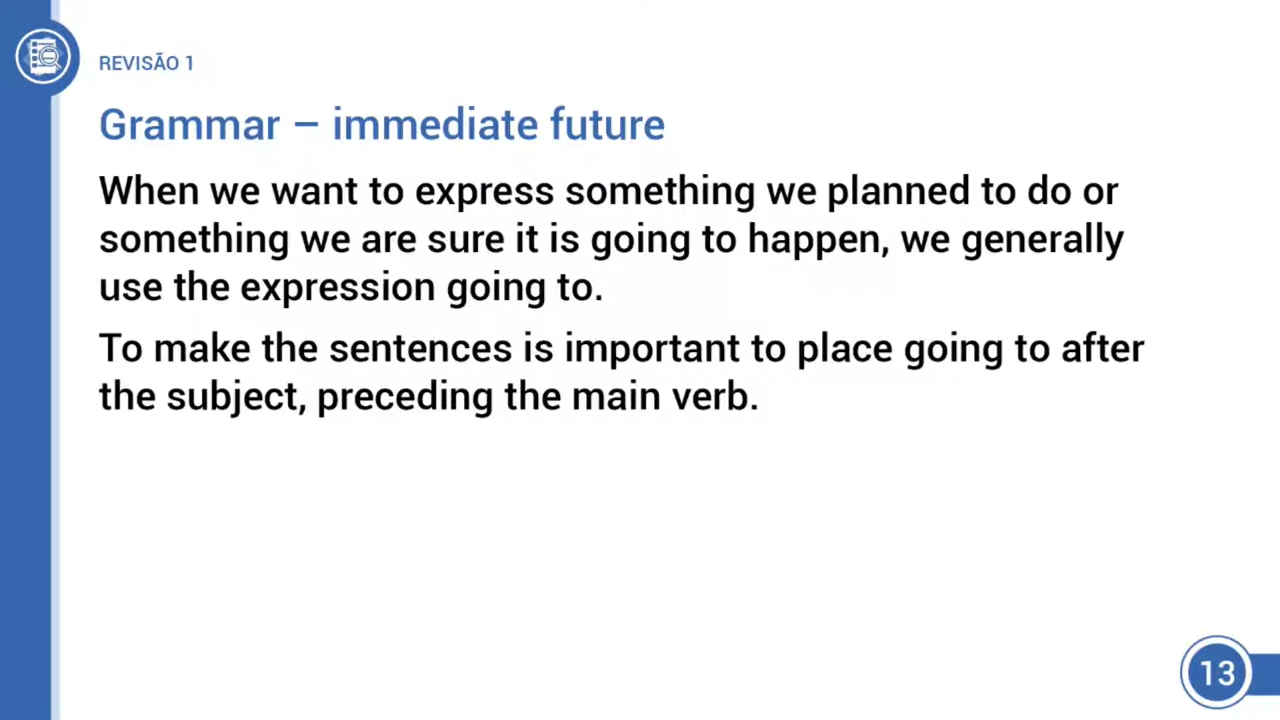 REVISÃO 1
Grammar – immediate future
When we want to express something we planned to do or
something we are sure it is going to happen, we generally
use the expression going to.
To make the sentences is important to place going to after
the subject, preceding the main verb.
13